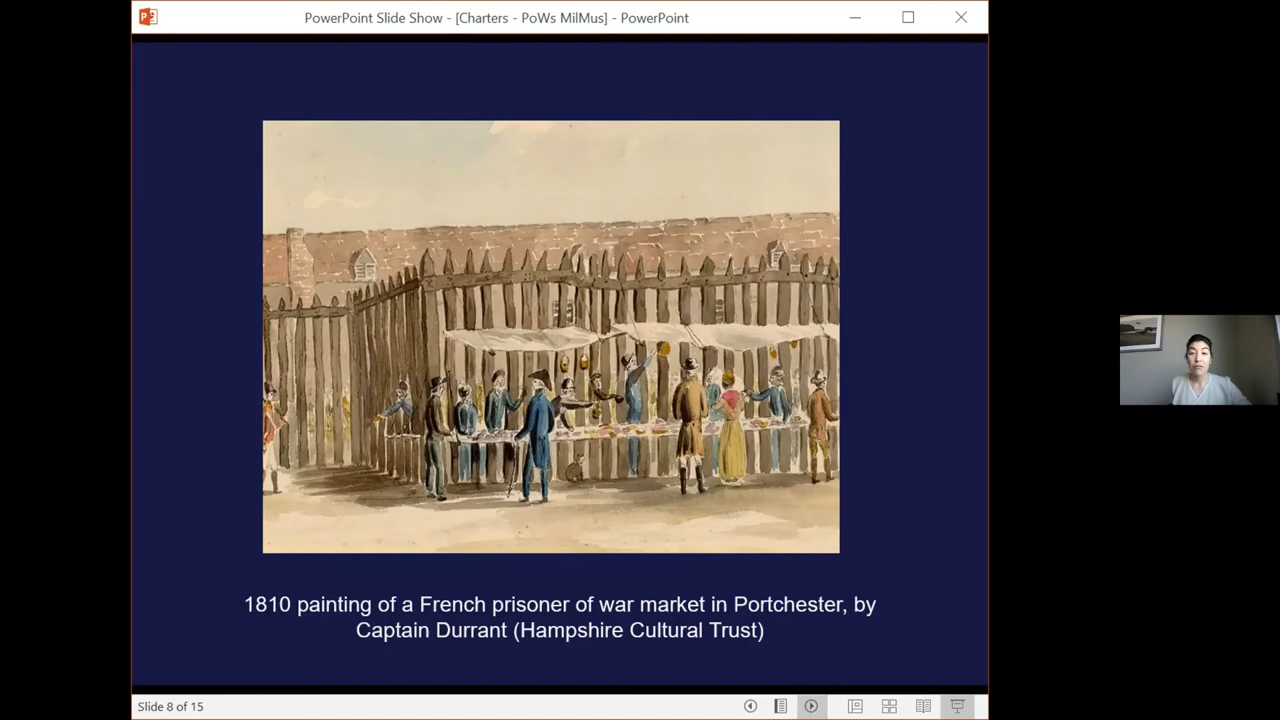 PowerPoint Slide Show - [Charters - PoWs MilMus] - PowerPoint
1810 painting of a French prisoner of war market in Portchester, by
Captain Durrant (Hampshire Cultural Trust)
Slide 8 of 15